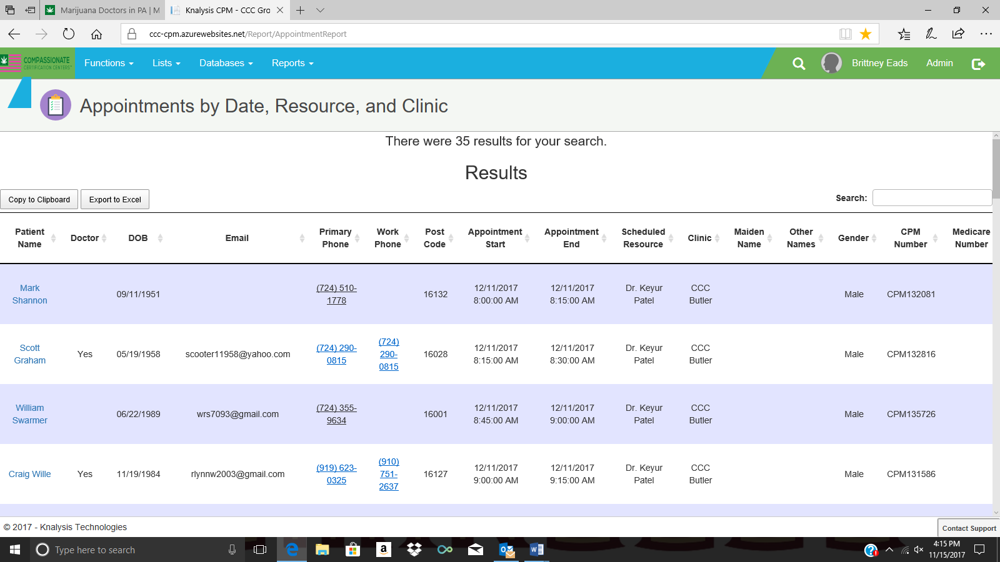 Marijuana Doctors in PA | M
Knalysis CPM - CCC Gro
ccc-cpm.azurewebsites.net/Report/AppointmentReport
COMPASSIONATE
CERTIFICATION CENTERS
Functions
Lists
Databases
Reports
Brittney Eads
Admin
Appointments by Date, Resource, and Clinic
There were 35 results for your search.
Results
Copy to Clipboard
Export to Excel
Search:
Patient Name Doctor DOB Email Primary Phone Work Phone Post Code Appointment Start Appointment End Scheduled Resource Clinic Maiden Name Other Names Gender CPM Number Medicare Number
Mark Shannon 09/11/1951 (724) 510-1778 16132 12/11/2017 8:00:00 AM 12/11/2017 8:15:00 AM Dr. Keyur Patel CCC Butler Male CPM132081
Scott Graham Yes 05/19/1958 scooter11958@yahoo.com (724) 290-0815 (724) 290-0815 16028 12/11/2017 8:15:00 AM 12/11/2017 8:30:00 AM Dr. Keyur Patel CCC Butler Male CPM132816
William Swarmer 06/22/1989 wrs7093@gmail.com (724) 355-9634 16001 12/11/2017 8:45:00 AM 12/11/2017 9:00:00 AM Dr. Keyur Patel CCC Butler Male CPM135726
Craig Wille Yes 11/19/1984 rlynnw2003@gmail.com (919) 623-0325 (910) 751-2637 16127 12/11/2017 9:00:00 AM 12/11/2017 9:15:00 AM Dr. Keyur Patel CCC Butler Male CPM131586
© 2017 - Knalysis Technologies
Contact Support
Type here to search
4:15 PM
11/15/2017